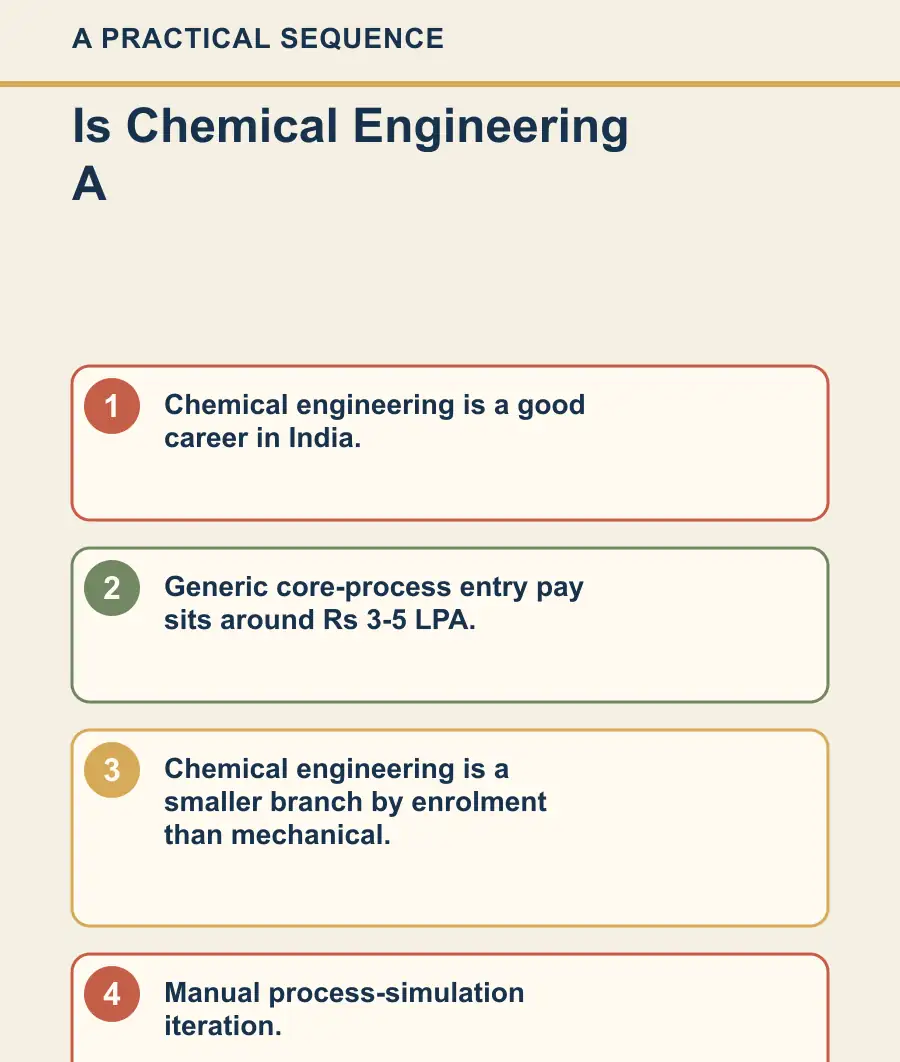 A PRACTICAL SEQUENCE
Is Chemical Engineering
A
1
Chemical engineering is a good
career in India.
2
Generic core-process entry pay
sits around Rs 3-5 LPA.
3
Chemical engineering is a
smaller branch by enrolment
than mechanical.
4
Manual process-simulation
iteration.